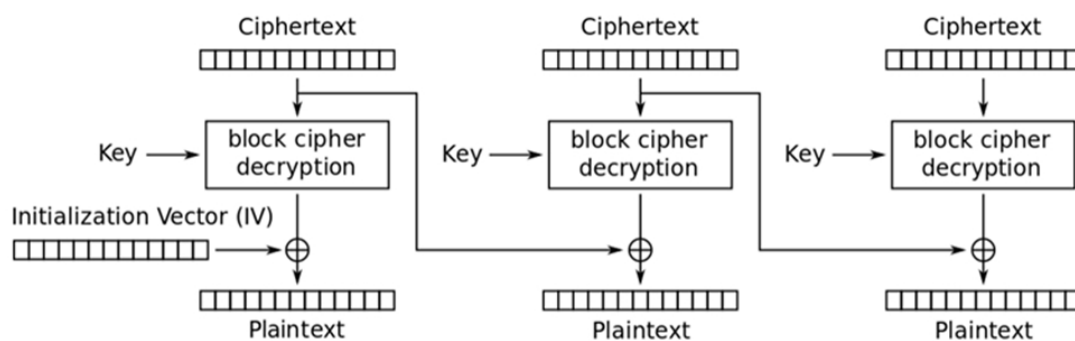 Ciphertext
Ciphertext
Ciphertext
Key
block cipher
decryption
Key
block cipher
decryption
Key
block cipher
decryption
Initialization Vector (IV)
Plaintext
Plaintext
Plaintext